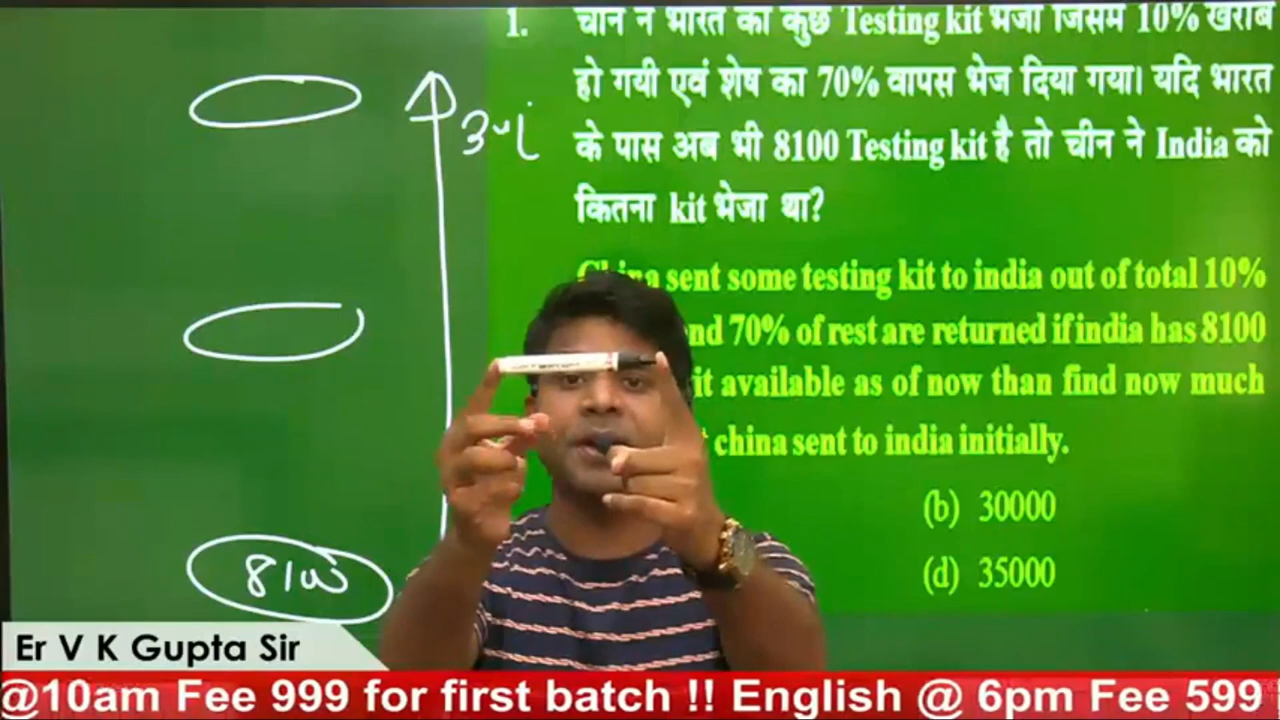 1. चीन ने भारत को कुछ Testing kit भेजा जिसमें 10% खराब
हो गयी एवं शेष का 70% वापस भेज दिया गया। यदि भारत
के पास अब भी 8100 Testing kit है तो चीन ने India को
कितना kit भेजा था?
sent some testing kit to india out of total 10%
70% of rest are returned if india has 8100
available as of now than find now much
china sent to india initially.
(b) 30000
(d) 35000
8100
Er V K Gupta Sir
@10am Fee 999 for first batch !! English @ 6pm Fee 599